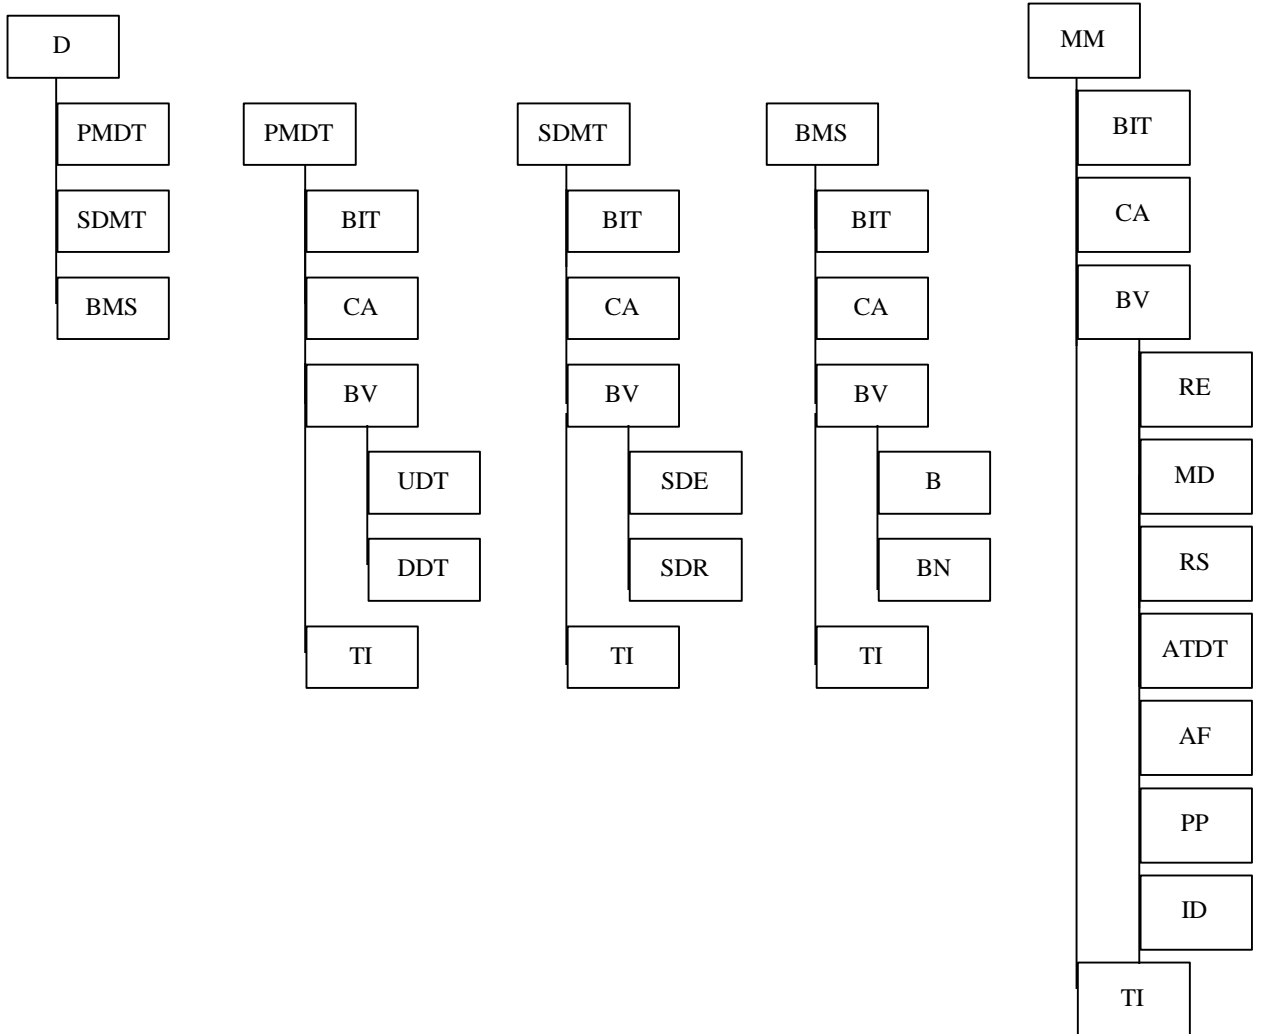 D
PMDT
SDMT
BMS
PMDT
BIT
CA
BV
UDT
DDT
TI
SDMT
BIT
CA
BV
SDE
SDR
TI
BMS
BIT
CA
BV
B
BN
TI
MM
BIT
CA
BV
RE
MD
RS
ATDT
AF
PP
ID
TI